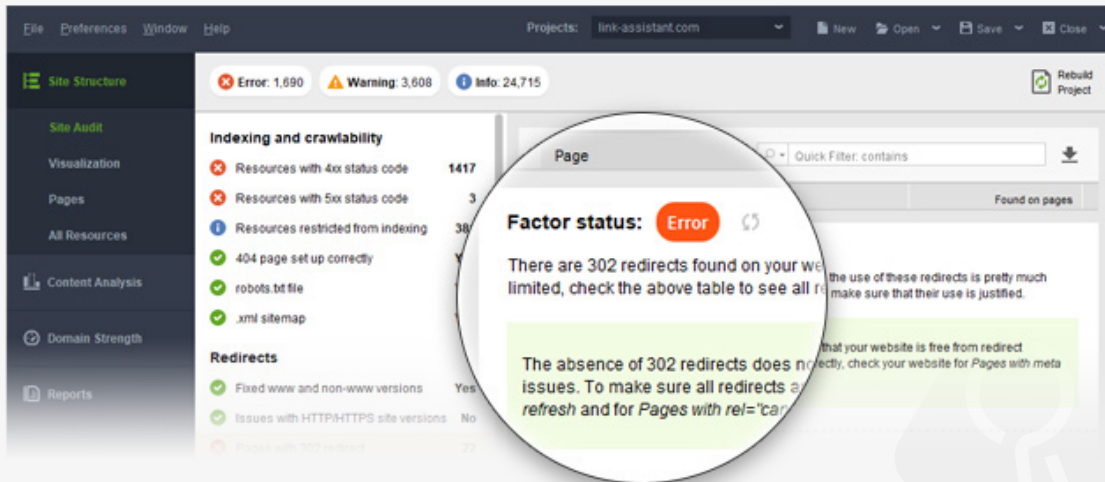 File Preferences Window Help Projects: link-assistant.com New Open Save Close
Site Structure
Error: 1,690 Warning: 3,608 Info: 24,715
Rebuild
Project
Site Audit
Visualization
Pages
All Resources
Content Analysis
Domain Strength
Reports
Indexing and crawlability
Resources with 4xx status code 1417
Resources with 5xx status code 3
Resources restricted from indexing 38
404 page set up correctly
robots.txt file
.xml sitemap
Redirects
Fixed www and non-www versions Yes
Issues with HTTP/HTTPS site versions No
Pages with 302 redirect 27
Page
Quick Filter: contains
Found on pages
Factor status: Error
There are 302 redirects found on your we
limited, check the above table to see all r
the use of these redirects is pretty much
make sure that their use is justified.
The absence of 302 redirects does n
issues. To make sure all redirects a
refresh and for Pages with rel="can
that your website is free from redirect
ectly, check your website for Pages with meta